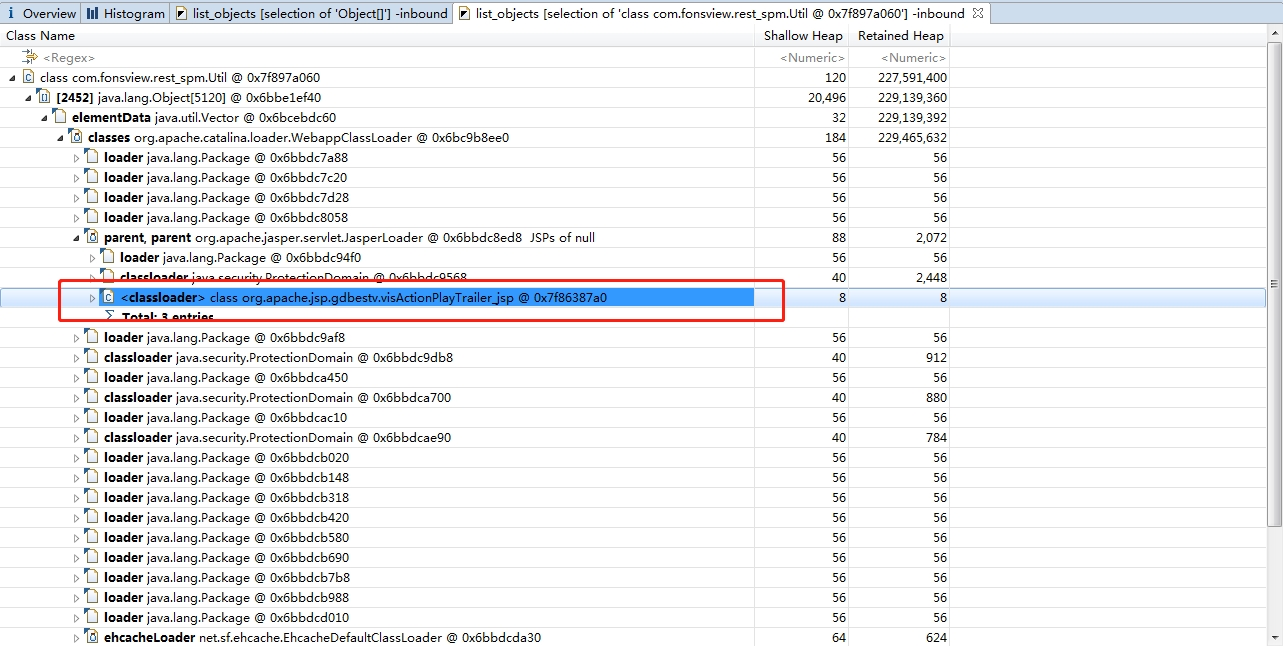 i Overview Histogram list_objects [selection of 'Object[]'] -inbound list_objects [selection of 'class com.fonsview.rest_spm.Util @ 0x7f897a060'] -inbound
Class Name Shallow Heap Retained Heap
<Regex> <Numeric> <Numeric>
class com.fonsview.rest_spm.Util @ 0x7f897a060 120 227,591,400
[2452] java.lang.Object[5120] @ 0x6bbe1ef40 20,496 229,139,360
elementData java.util.Vector @ 0x6bcebdc60 32 229,139,392
classes org.apache.catalina.loader.WebappClassLoader @ 0x6bc9b8ee0 184 229,465,632
loader java.lang.Package @ 0x6bbdc7a88 56 56
loader java.lang.Package @ 0x6bbdc7c20 56 56
loader java.lang.Package @ 0x6bbdc7d28 56 56
loader java.lang.Package @ 0x6bbdc8058 56 56
parent, parent org.apache.jasper.servlet.JasperLoader @ 0x6bbdc8ed8 JSPs of null 88 2,072
loader java.lang.Package @ 0x6bbdc94f0 56 56
classloader java.security.ProtectionDomain @ 0x6bbdc9568 40 2,448
<classloader> class org.apache.jsp.gdbestv.visActionPlayTrailer_jsp @ 0x7f86387a0 8 8
Σ Total: 3 entries
loader java.lang.Package @ 0x6bbdc9af8 56 56
classloader java.security.ProtectionDomain @ 0x6bbdc9db8 40 912
loader java.lang.Package @ 0x6bbdca450 56 56
classloader java.security.ProtectionDomain @ 0x6bbdca700 40 880
loader java.lang.Package @ 0x6bbdcac10 56 56
classloader java.security.ProtectionDomain @ 0x6bbdcae90 40 784
loader java.lang.Package @ 0x6bbdcb020 56 56
loader java.lang.Package @ 0x6bbdcb148 56 56
loader java.lang.Package @ 0x6bbdcb318 56 56
loader java.lang.Package @ 0x6bbdcb420 56 56
loader java.lang.Package @ 0x6bbdcb580 56 56
loader java.lang.Package @ 0x6bbdcb690 56 56
loader java.lang.Package @ 0x6bbdcb7b8 56 56
loader java.lang.Package @ 0x6bbdcb988 56 56
loader java.lang.Package @ 0x6bbdcd010 56 56
ehcacheLoader net.sf.ehcache.EhcacheDefaultClassLoader @ 0x6bbdcda30 64 624